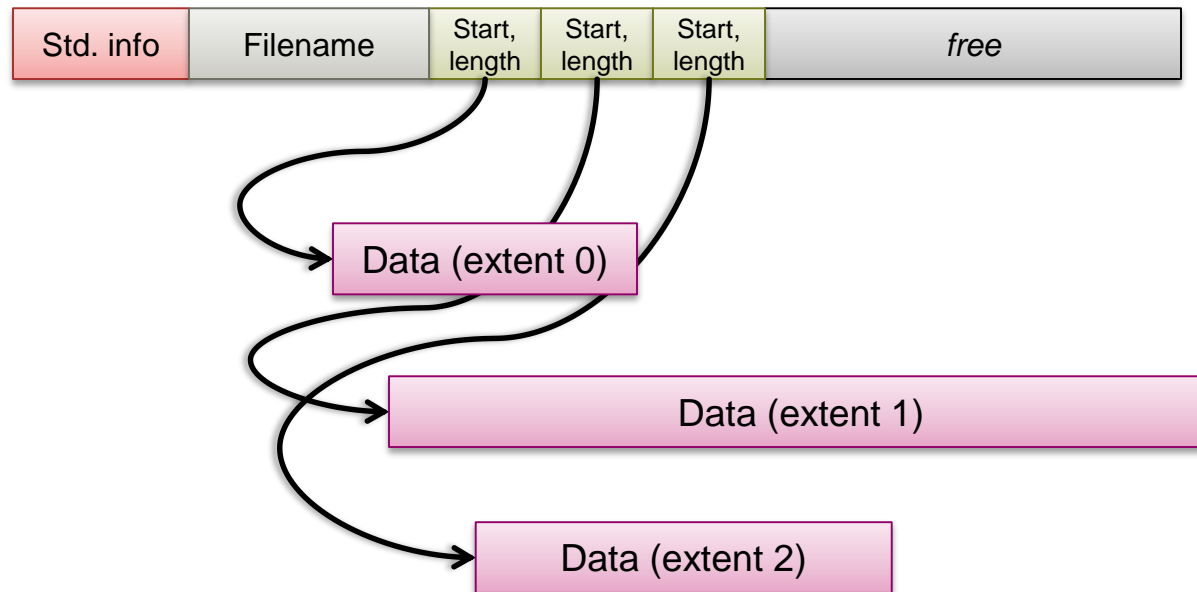 Std. info
Filename
Start,
length
Start,
length
Start,
length
free
Data (extent 0)
Data (extent 1)
Data (extent 2)